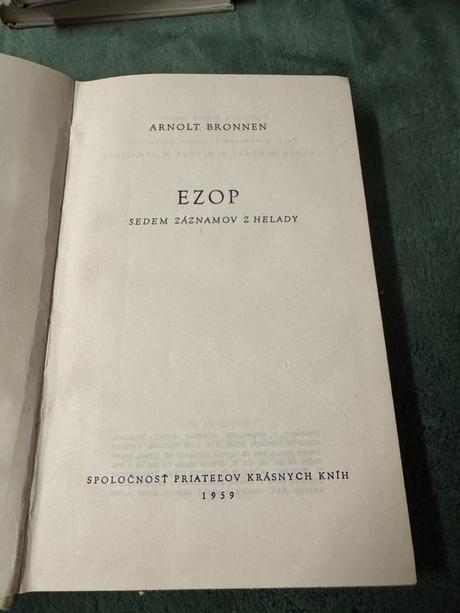 ARNOLT BRONNEN
EZOP
SEDEM ZÁZNAMOV Z HELADY
SPOLOČNOSŤ PRIATEĽOV KRÁSNYCH KNÍH
1959